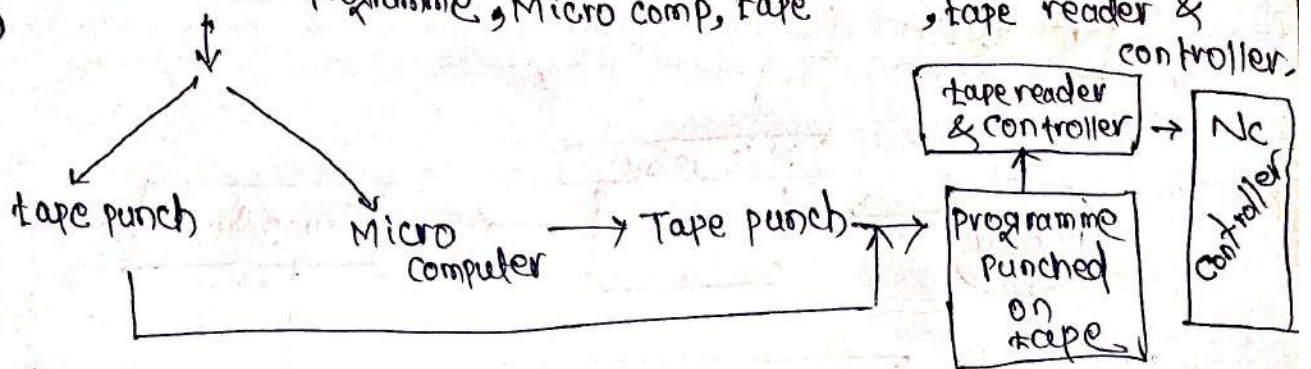 , Micro comp, tape , tape reader &
controller.
tape reader
& controller
Nc
controller
tape punch
Micro
computer
Tape punch
programme
punched
on
tape